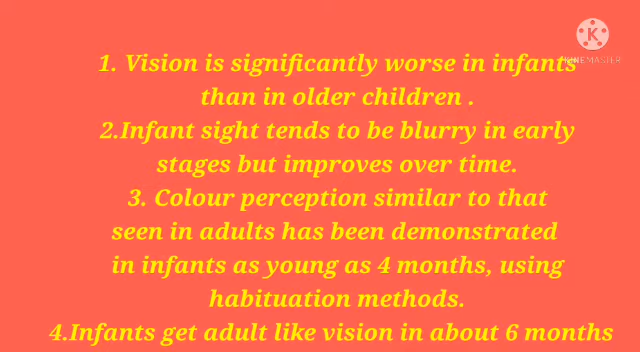 K
KINEMASTER
1. Vision is significantly worse in infants
than in older children .
2.Infant sight tends to be blurry in early
stages but improves over time.
3. Colour perception similar to that
seen in adults has been demonstrated
in infants as young as 4 months, using
habituation methods.
4.Infants get adult like vision in about 6 months